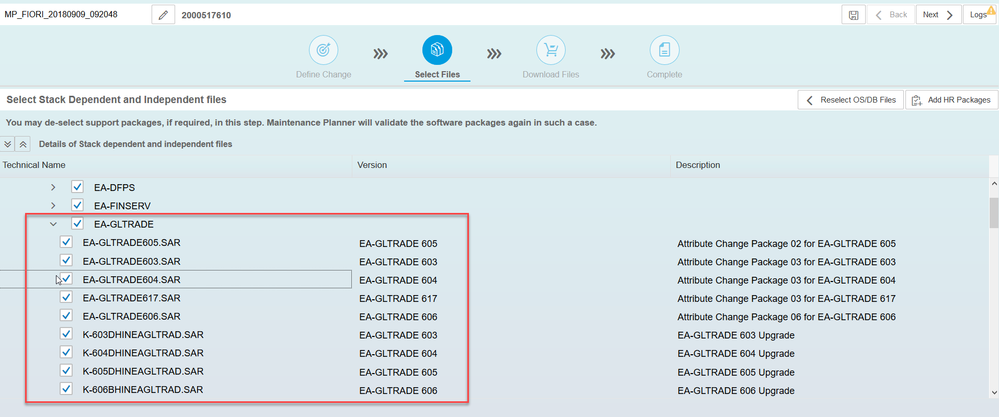 MP_FIORI_20180909_092048 2000517610 Back Next Logs
Define Change Select Files Download Files Complete
Select Stack Dependent and Independent files Reselect OS/DB Files Add HR Packages
You may de-select support packages, if required, in this step. Maintenance Planner will validate the software packages again in such a case.
Details of Stack dependent and independent files
Technical Name Version Description
EA-DFPS
EA-FINSERV
EA-GLTRADE
EA-GLTRADE605.SAR EA-GLTRADE 605 Attribute Change Package 02 for EA-GLTRADE 605
EA-GLTRADE603.SAR EA-GLTRADE 603 Attribute Change Package 03 for EA-GLTRADE 603
EA-GLTRADE604.SAR EA-GLTRADE 604 Attribute Change Package 03 for EA-GLTRADE 604
EA-GLTRADE617.SAR EA-GLTRADE 617 Attribute Change Package 03 for EA-GLTRADE 617
EA-GLTRADE606.SAR EA-GLTRADE 606 Attribute Change Package 06 for EA-GLTRADE 606
K-603DHINEAGLTRAD.SAR EA-GLTRADE 603 EA-GLTRADE 603 Upgrade
K-604DHINEAGLTRAD.SAR EA-GLTRADE 604 EA-GLTRADE 604 Upgrade
K-605DHINEAGLTRAD.SAR EA-GLTRADE 605 EA-GLTRADE 605 Upgrade
K-606BHINEAGLTRAD.SAR EA-GLTRADE 606 EA-GLTRADE 606 Upgrade